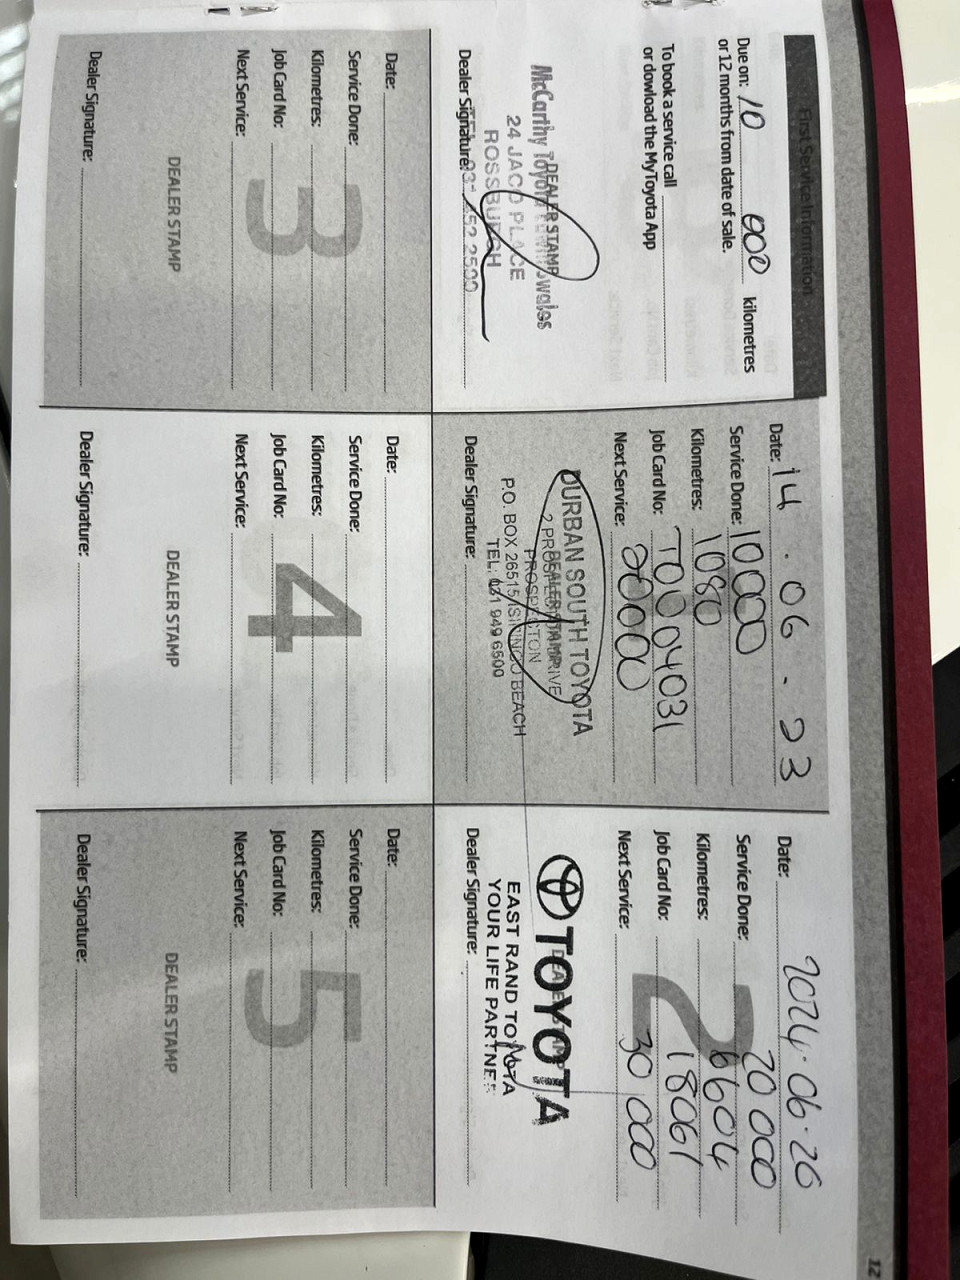 First Service Information
Due on: 10 000 kilometres
or 12 months from date of sale.
To book a service call
or dowload the MyToyota App
DEALER STAMP
McCarthy Toyota
24 JACO PLACE
ROSSBURGH
Dealer Signature:
Date: 14.06.23
Service Done: 10000
Kilometres: 1080
Job Card No: T0004031
Next Service: 20000
DEALER STAMP
DURBAN SOUTH TOYOTA
PROSPECTON
P.O. BOX 26515 ISIPINGO BEACH
TEL: 031 949 6500
Dealer Signature:
Date: 2024.06.26
Service Done: 20 000
Kilometres: 6604
Job Card No: 18061
Next Service: 30 000
2
DEALER STAMP
TOYOTA
EAST RAND TOYOTA
YOUR LIFE PARTNER
Dealer Signature:
Date:
Service Done:
Kilometres:
Job Card No:
Next Service:
3
DEALER STAMP
Dealer Signature:
Date:
Service Done:
Kilometres:
Job Card No:
Next Service:
4
DEALER STAMP
Dealer Signature:
Date:
Service Done:
Kilometres:
Job Card No:
Next Service:
5
DEALER STAMP
Dealer Signature:
12